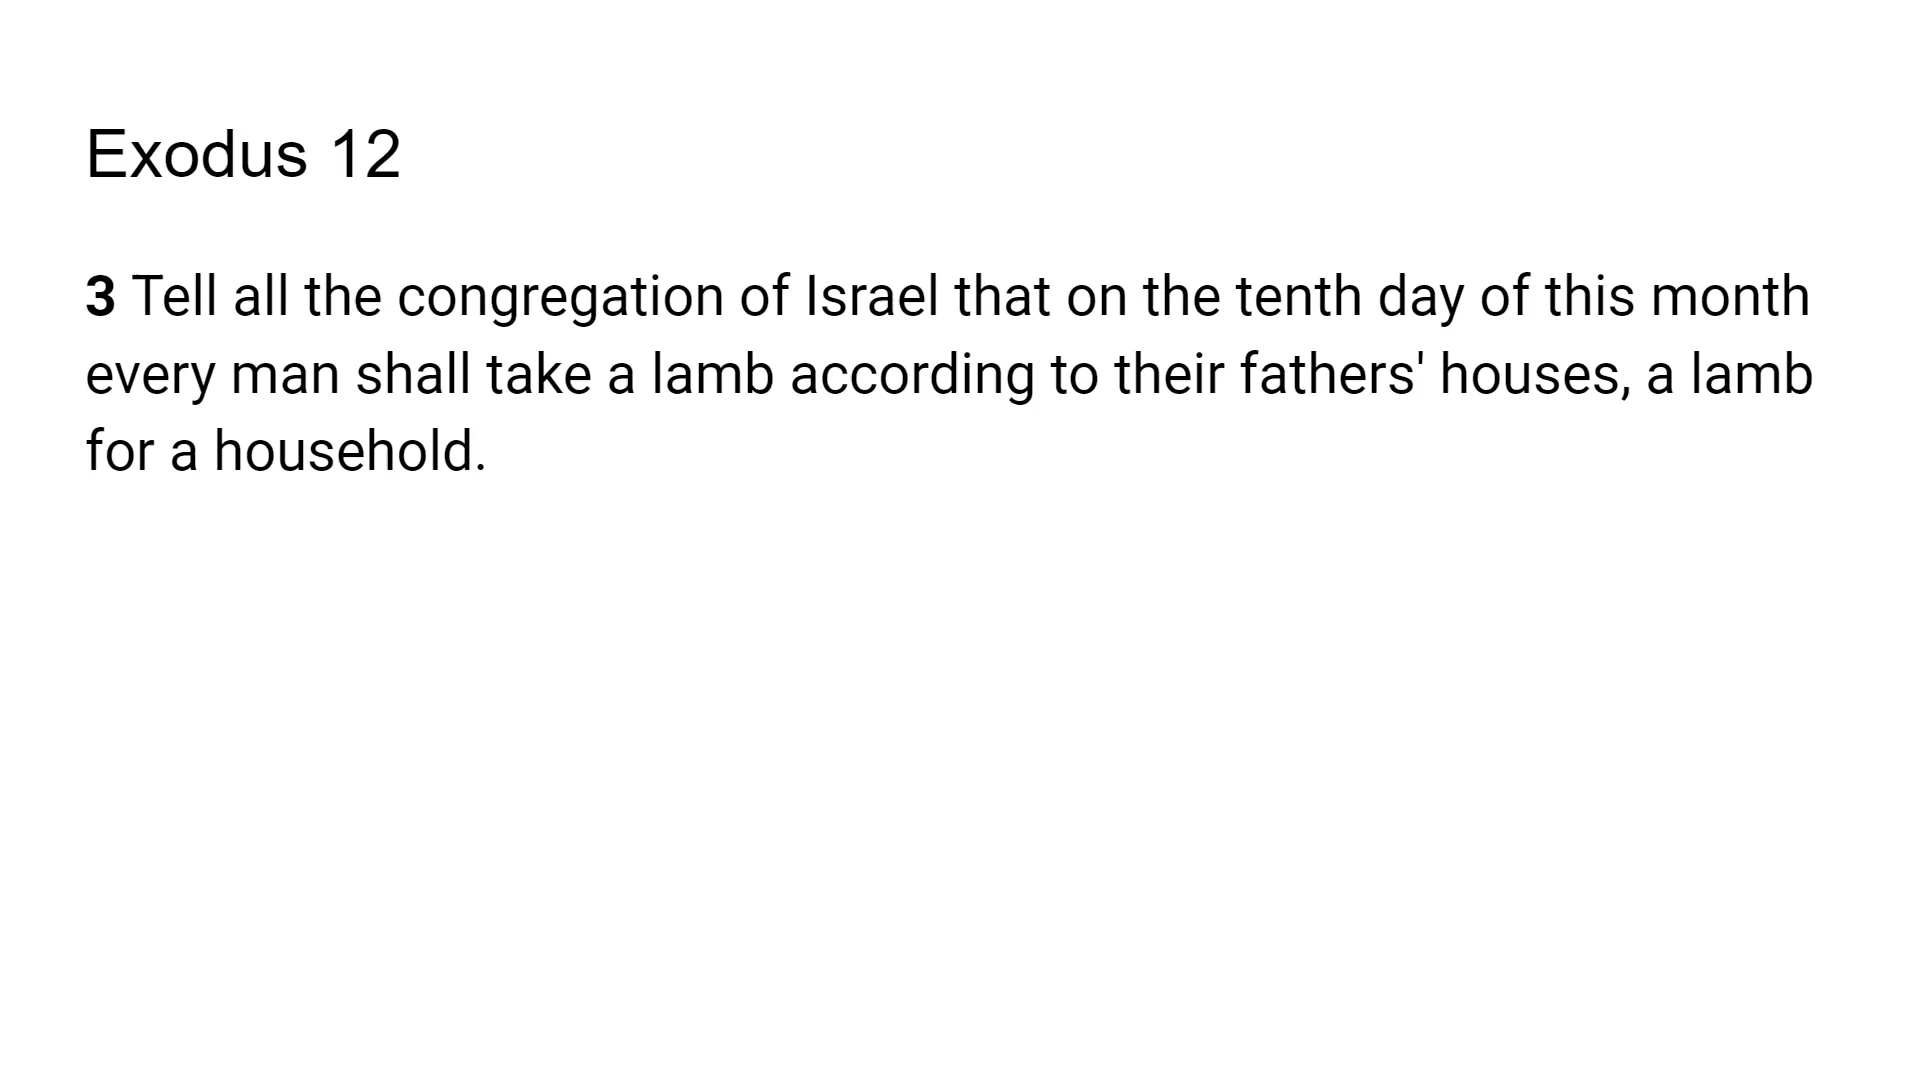 Exodus 12
3 Tell all the congregation of Israel that on the tenth day of this month
every man shall take a lamb according to their fathers' houses, a lamb
for a household.